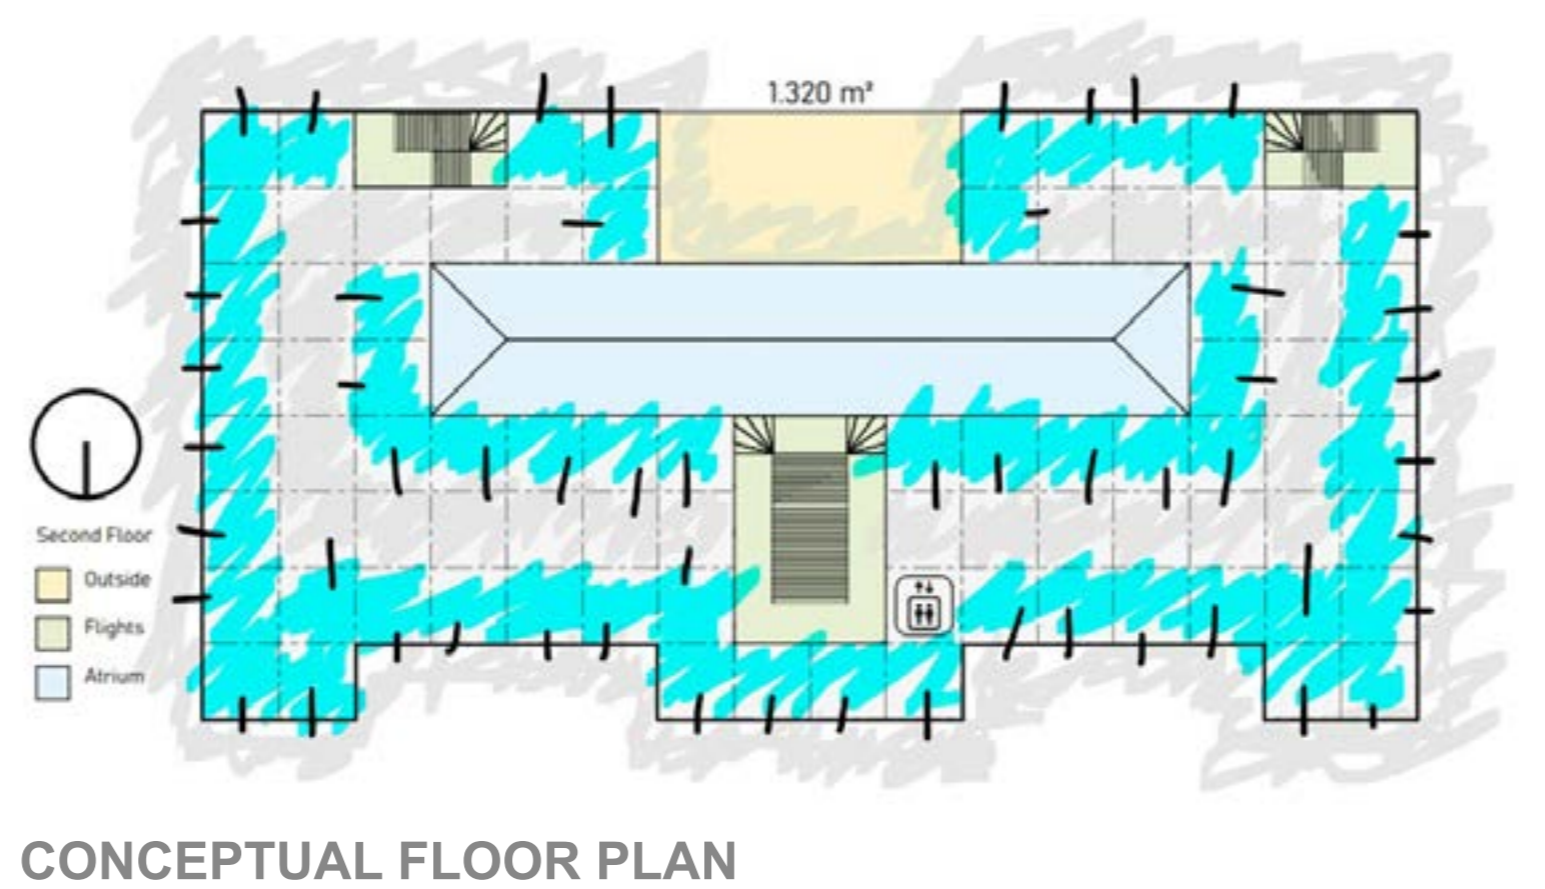 1.320 m²
Second Floor
Outside
Flights
Atrium
CONCEPTUAL FLOOR PLAN